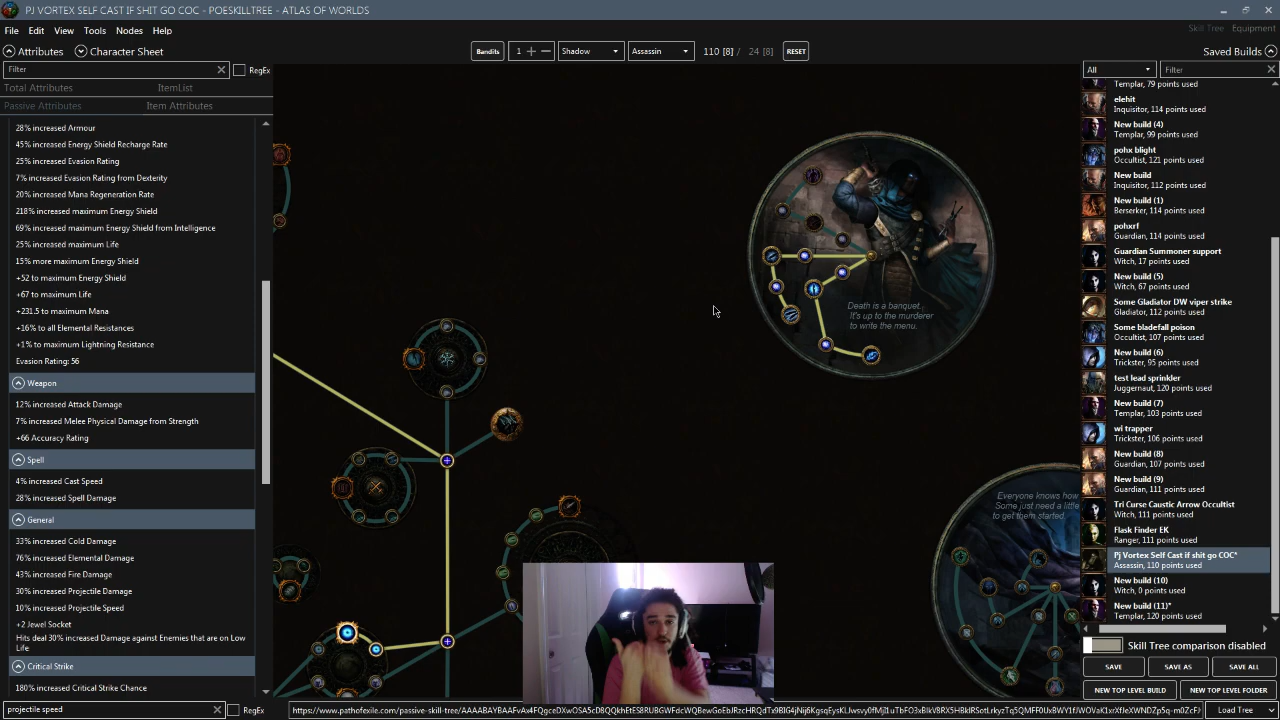 PJ VORTEX SELF CAST IF SHIT GO COC - POESKILLTREE - ATLAS OF WORLDS
File Edit View Tools Nodes Help
Skill Tree Equipment
Attributes Character Sheet
Bandits 1 Shadow Assassin 110 [8] / 24 [8] RESET
Saved Builds
Filter RegEx
All Filter
Total Attributes ItemList
Passive Attributes Item Attributes
28% increased Armour
45% increased Energy Shield Recharge Rate
25% increased Evasion Rating
7% increased Evasion Rating from Dexterity
20% increased Mana Regeneration Rate
218% increased maximum Energy Shield
69% increased maximum Energy Shield from Intelligence
25% increased maximum Life
15% more maximum Energy Shield
+52 to maximum Energy Shield
+67 to maximum Life
+231.5 to maximum Mana
+16% to all Elemental Resistances
+1% to maximum Lightning Resistance
Evasion Rating: 56
Weapon
12% increased Attack Damage
7% increased Melee Physical Damage from Strength
+66 Accuracy Rating
Spell
4% increased Cast Speed
28% increased Spell Damage
General
33% increased Cold Damage
76% increased Elemental Damage
43% increased Fire Damage
30% increased Projectile Damage
10% increased Projectile Speed
+2 Jewel Socket
Hits deal 30% increased Damage against Enemies that are on Low
Life
Critical Strike
180% increased Critical Strike Chance
projectile speed RegEx
Death is a banquet...
It's up to the murderer
to write the menu.
Everyone knows how
Some just need a little
to get them started.
Templar, 79 points used
elehit
Inquisitor, 114 points used
New build (4)
Templar, 99 points used
pohx blight
Occultist, 121 points used
New build
Inquisitor, 112 points used
New build (1)
Berserker, 114 points used
pohxrf
Guardian, 114 points used
Guardian Summoner support
Witch, 17 points used
New build (5)
Witch, 67 points used
Some Gladiator DW viper strike
Gladiator, 112 points used
Some bladefall poison
Occultist, 107 points used
New build (6)
Trickster, 95 points used
test lead sprinkler
Juggernaut, 120 points used
New build (7)
Templar, 103 points used
wi trapper
Trickster, 106 points used
New build (8)
Guardian, 107 points used
New build (9)
Guardian, 111 points used
Tri Curse Caustic Arrow Occultist
Witch, 111 points used
Flask Finder EK
Ranger, 111 points used
Pj Vortex Self Cast if shit go COC*
Assassin, 110 points used
New build (10)
Witch, 0 points used
New build (11)*
Templar, 120 points used
Skill Tree comparison disabled
SAVE SAVE AS SAVE ALL
NEW TOP LEVEL BUILD NEW TOP LEVEL FOLDER
Load Tree